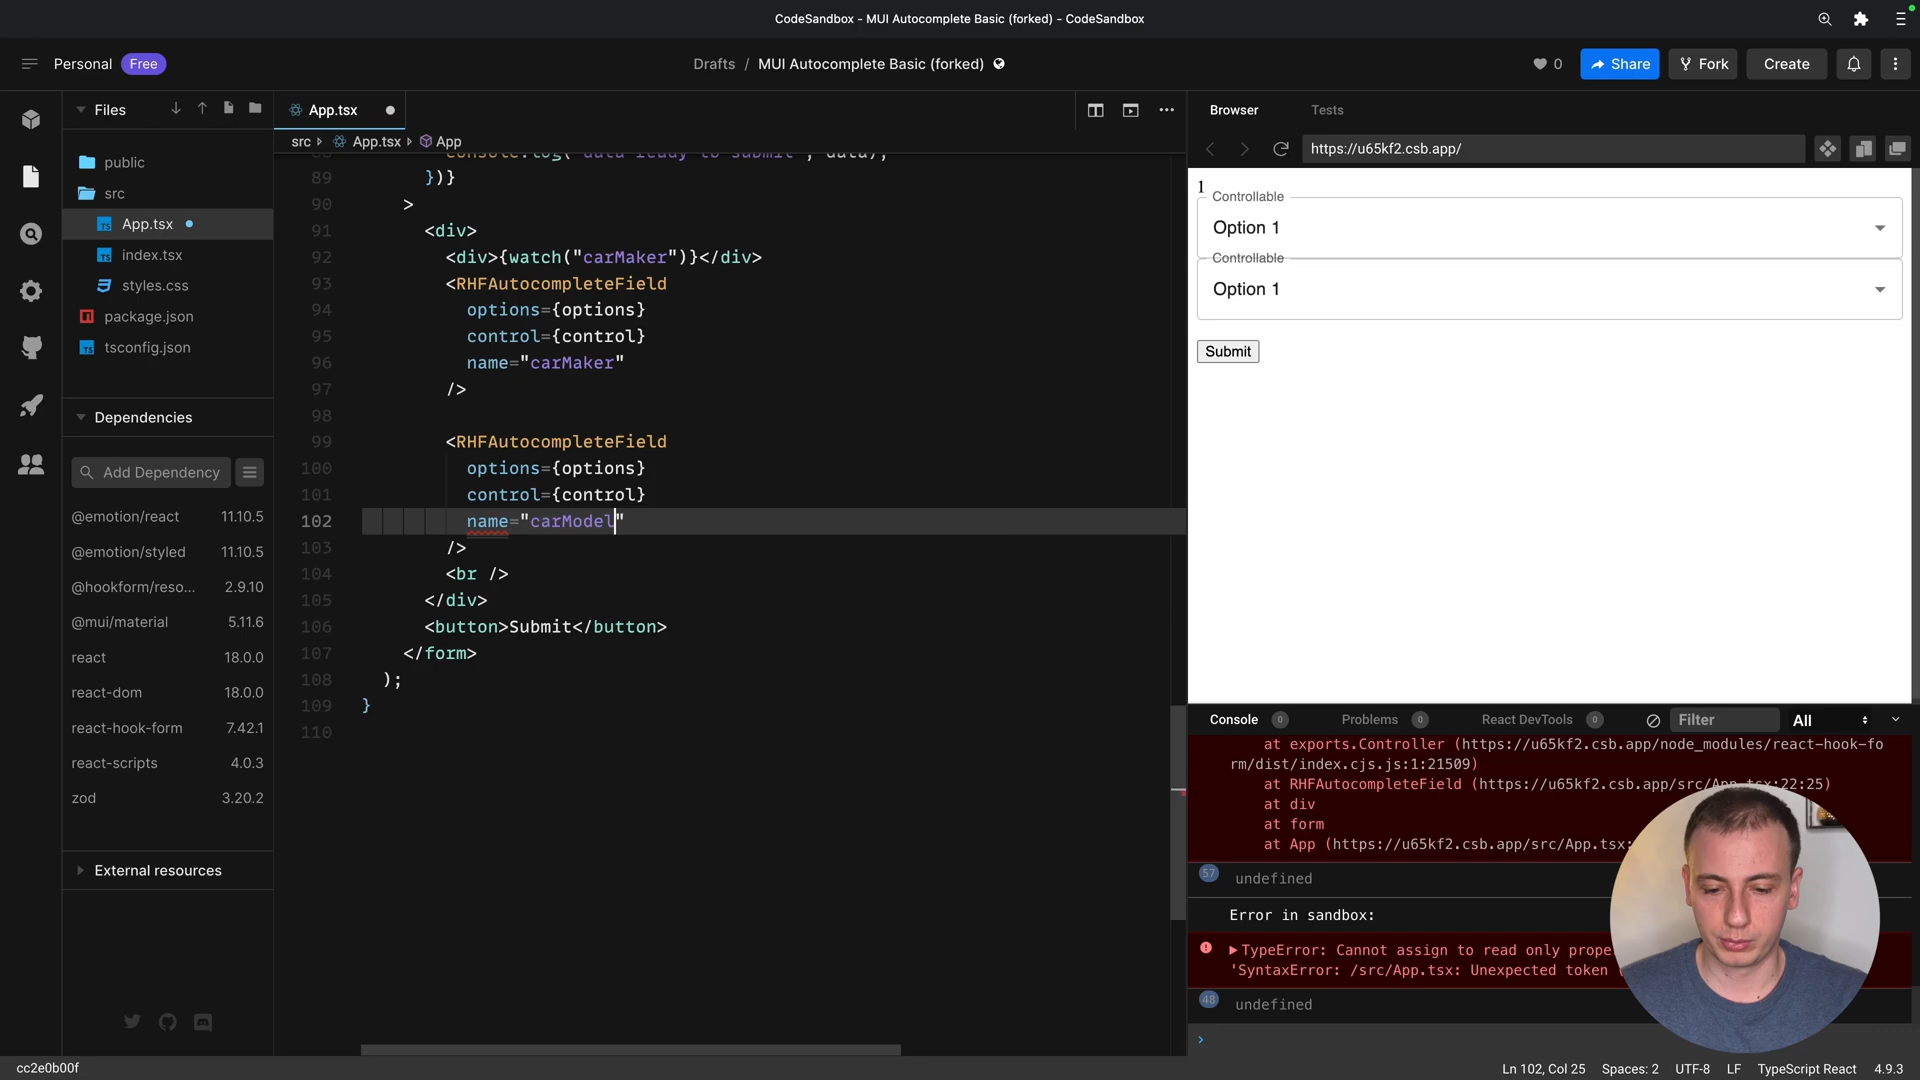 CodeSandbox - MUI Autocomplete Basic (forked) - CodeSandbox
Personal Free
Drafts / MUI Autocomplete Basic (forked)
0 Share Fork Create
Files
public
src
App.tsx
index.tsx
styles.css
package.json
tsconfig.json
Dependencies
Add Dependency
@emotion/react 11.10.5
@emotion/styled 11.10.5
@hookform/reso... 2.9.10
@mui/material 5.11.6
react 18.0.0
react-dom 18.0.0
react-hook-form 7.42.1
react-scripts 4.0.3
zod 3.20.2
External resources
App.tsx
src App.tsx App
console.log("data ready to submit", data);
89 })}
90 >
91 <div>
92 <div>{watch("carMaker")}</div>
93 <RHFAutocompleteField
94 options={options}
95 control={control}
96 name="carMaker"
97 />
98
99 <RHFAutocompleteField
100 options={options}
101 control={control}
102 name="carModel"
103 />
104 <br />
105 </div>
106 <button>Submit</button>
107 </form>
108 );
109 }
110
Browser Tests
https://u65kf2.csb.app/
1
Controllable
Option 1
Controllable
Option 1
Submit
Console 0 Problems 0 React DevTools 0 Filter All
at exports.Controller (https://u65kf2.csb.app/node_modules/react-hook-fo
rm/dist/index.cjs.js:1:21509)
at RHFAutocompleteField (https://u65kf2.csb.app/src/App.tsx:22:25)
at div
at form
at App (https://u65kf2.csb.app/src/App.tsx:
57 undefined
Error in sandbox:
TypeError: Cannot assign to read only prope
'SyntaxError: /src/App.tsx: Unexpected token
48 undefined
cc2e0b00f
Ln 102, Col 25 Spaces: 2 UTF-8 LF TypeScript React 4.9.3